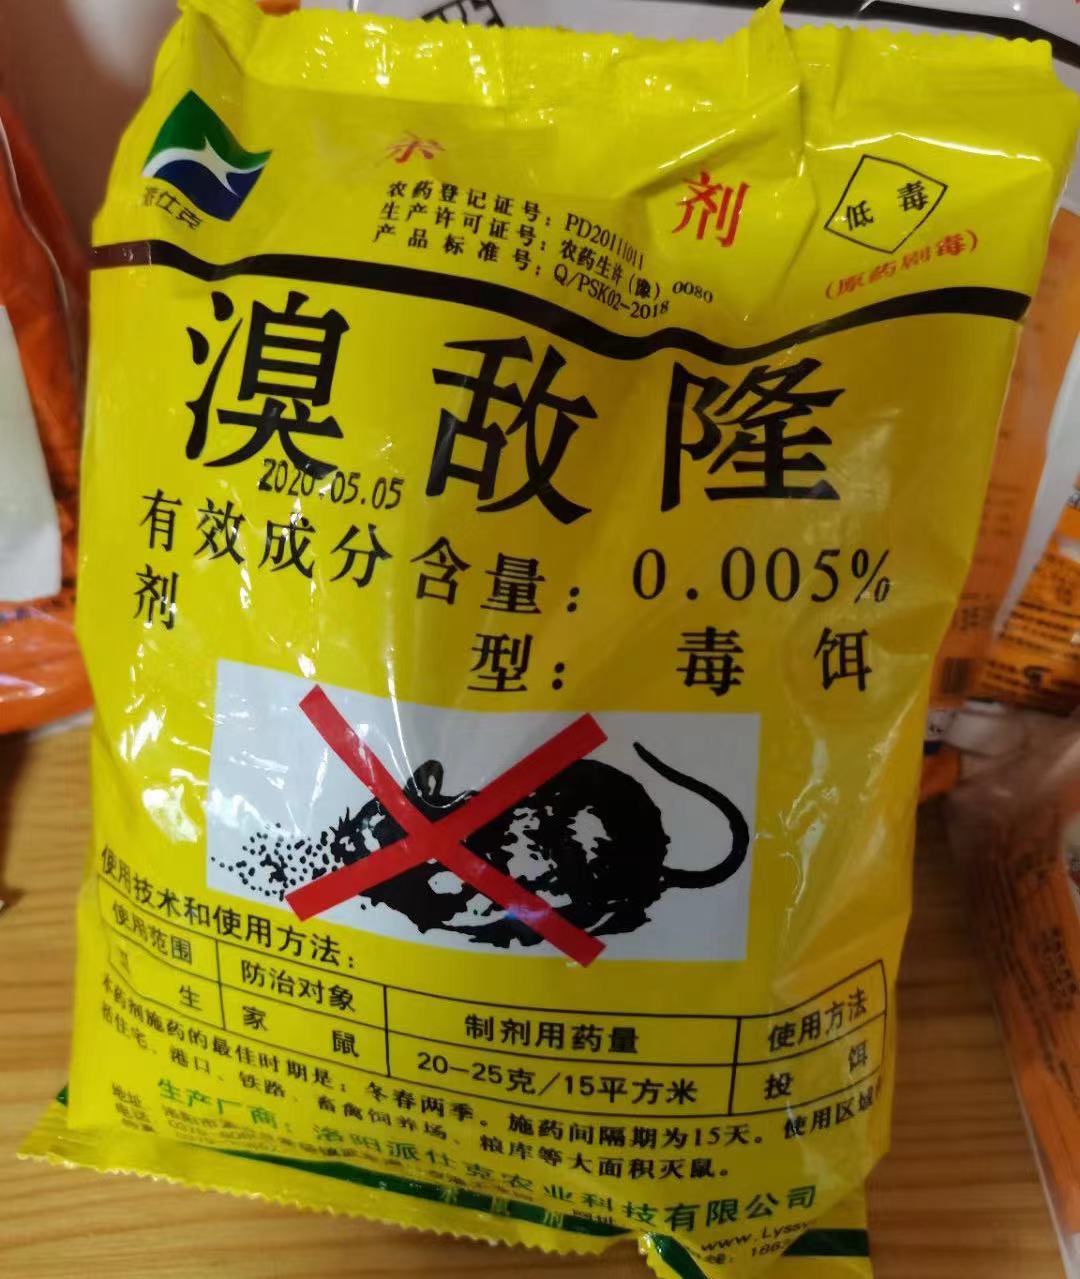 派仕克
杀 剂
农药登记证号：PD20111011
生产许可证号：农药生许（豫）0080
产品标准号：Q/PSK02-2018
低毒
（原药剧毒）
溴敌隆
2020.05.05
有效成分含量：0.005%
剂型：毒饵
使用技术和使用方法：
使用范围 防治对象 制剂用药量 使用方法
卫生 家鼠 20-25克/15平方米 投饵
本药剂施药的最佳时期是：冬春两季。施药间隔期为15天。使用区域
括住宅、港口、铁路、畜禽饲养场、粮库等大面积灭鼠。
生产厂商：洛阳派仕克农业科技有限公司
地址
电话